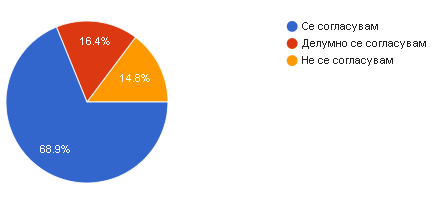 16.4%
14.8%
68.9%
Се согласувам
Делумно се согласувам
Не се согласувам